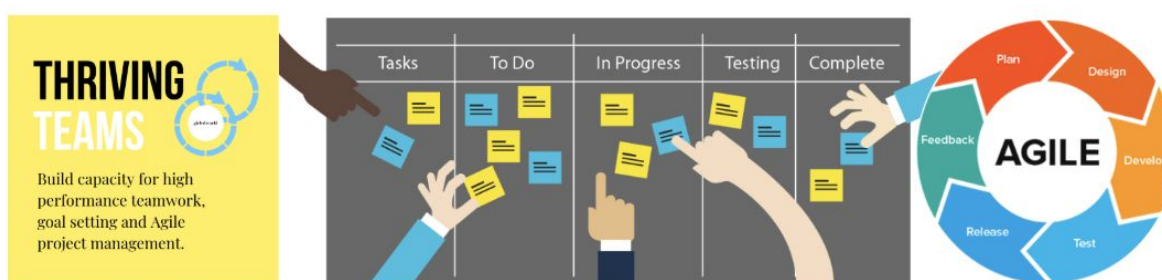 THRIVING
TEAMS
Build capacity for high
performance teamwork,
goal setting and Agile
project management.
Tasks
To Do
In Progress
Testing
Complete
AGILE
Plan
Design
Develo
Test
Release
Feedback